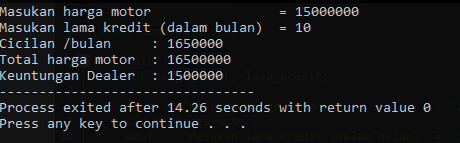 Masukan harga motor = 15000000
Masukan lama kredit (dalam bulan) = 10
Cicilan /bulan : 1650000
Total harga motor : 16500000
Keuntungan Dealer : 1500000
--------------------------------
Process exited after 14.26 seconds with return value 0
Press any key to continue . . .